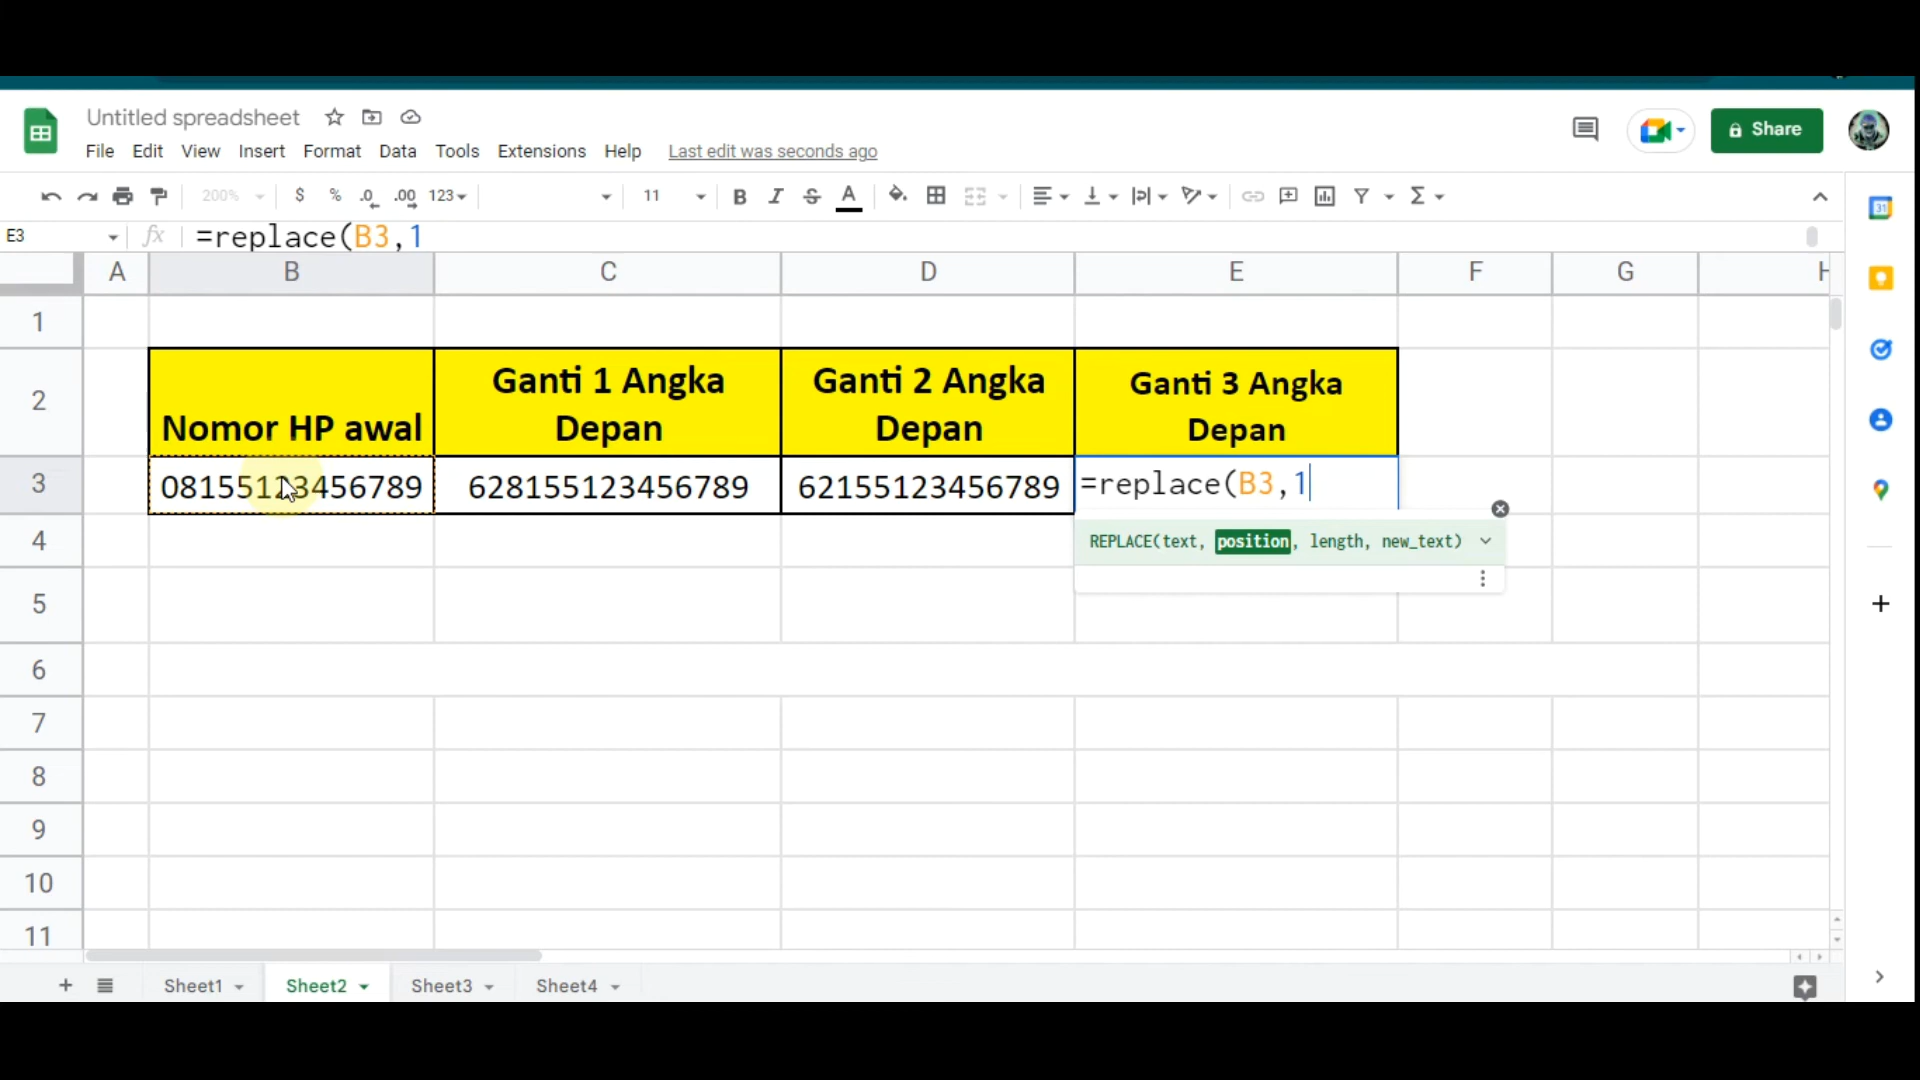 Untitled spreadsheet
File Edit View Insert Format Data Tools Extensions Help Last edit was seconds ago
Share
200% $ % .0 .00 123 11 B I S A Σ
31
E3 fx =replace(B3,1
A B C D E F G H
1
2 Nomor HP awal
Ganti 1 Angka
Depan
Ganti 2 Angka
Depan
Ganti 3 Angka
Depan
3 08155123456789 628155123456789 62155123456789 =replace(B3,1
REPLACE(text, position, length, new_text)
4
5
6
7
8
9
10
11
+ Sheet1 Sheet2 Sheet3 Sheet4